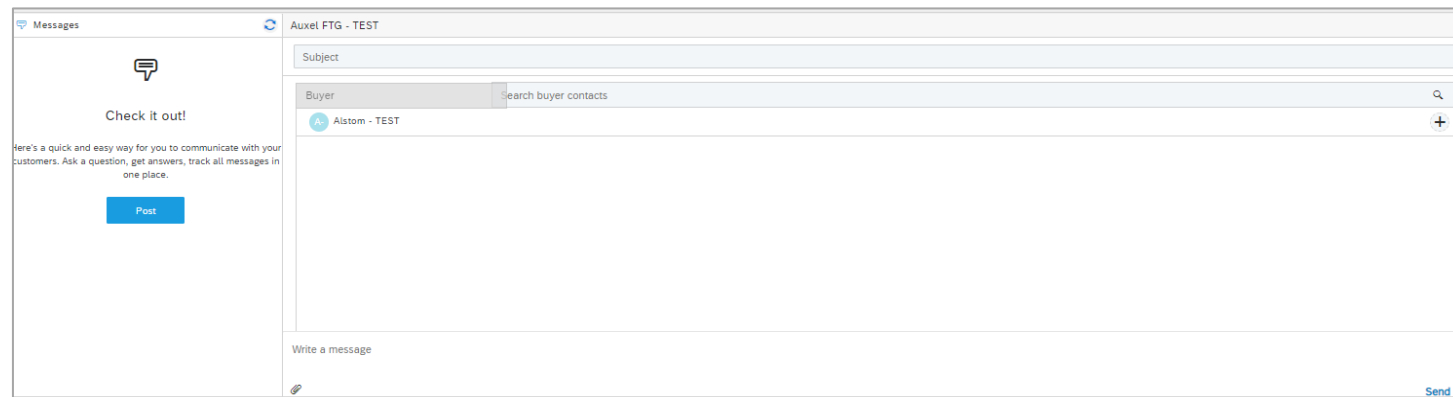 Messages
Auxel FTG - TEST
Subject
Check it out!
Here's a quick and easy way for you to communicate with your
customers. Ask a question, get answers, track all messages in
one place.
Post
Buyer
Search buyer contacts
A-
Alstom - TEST
Write a message
Send